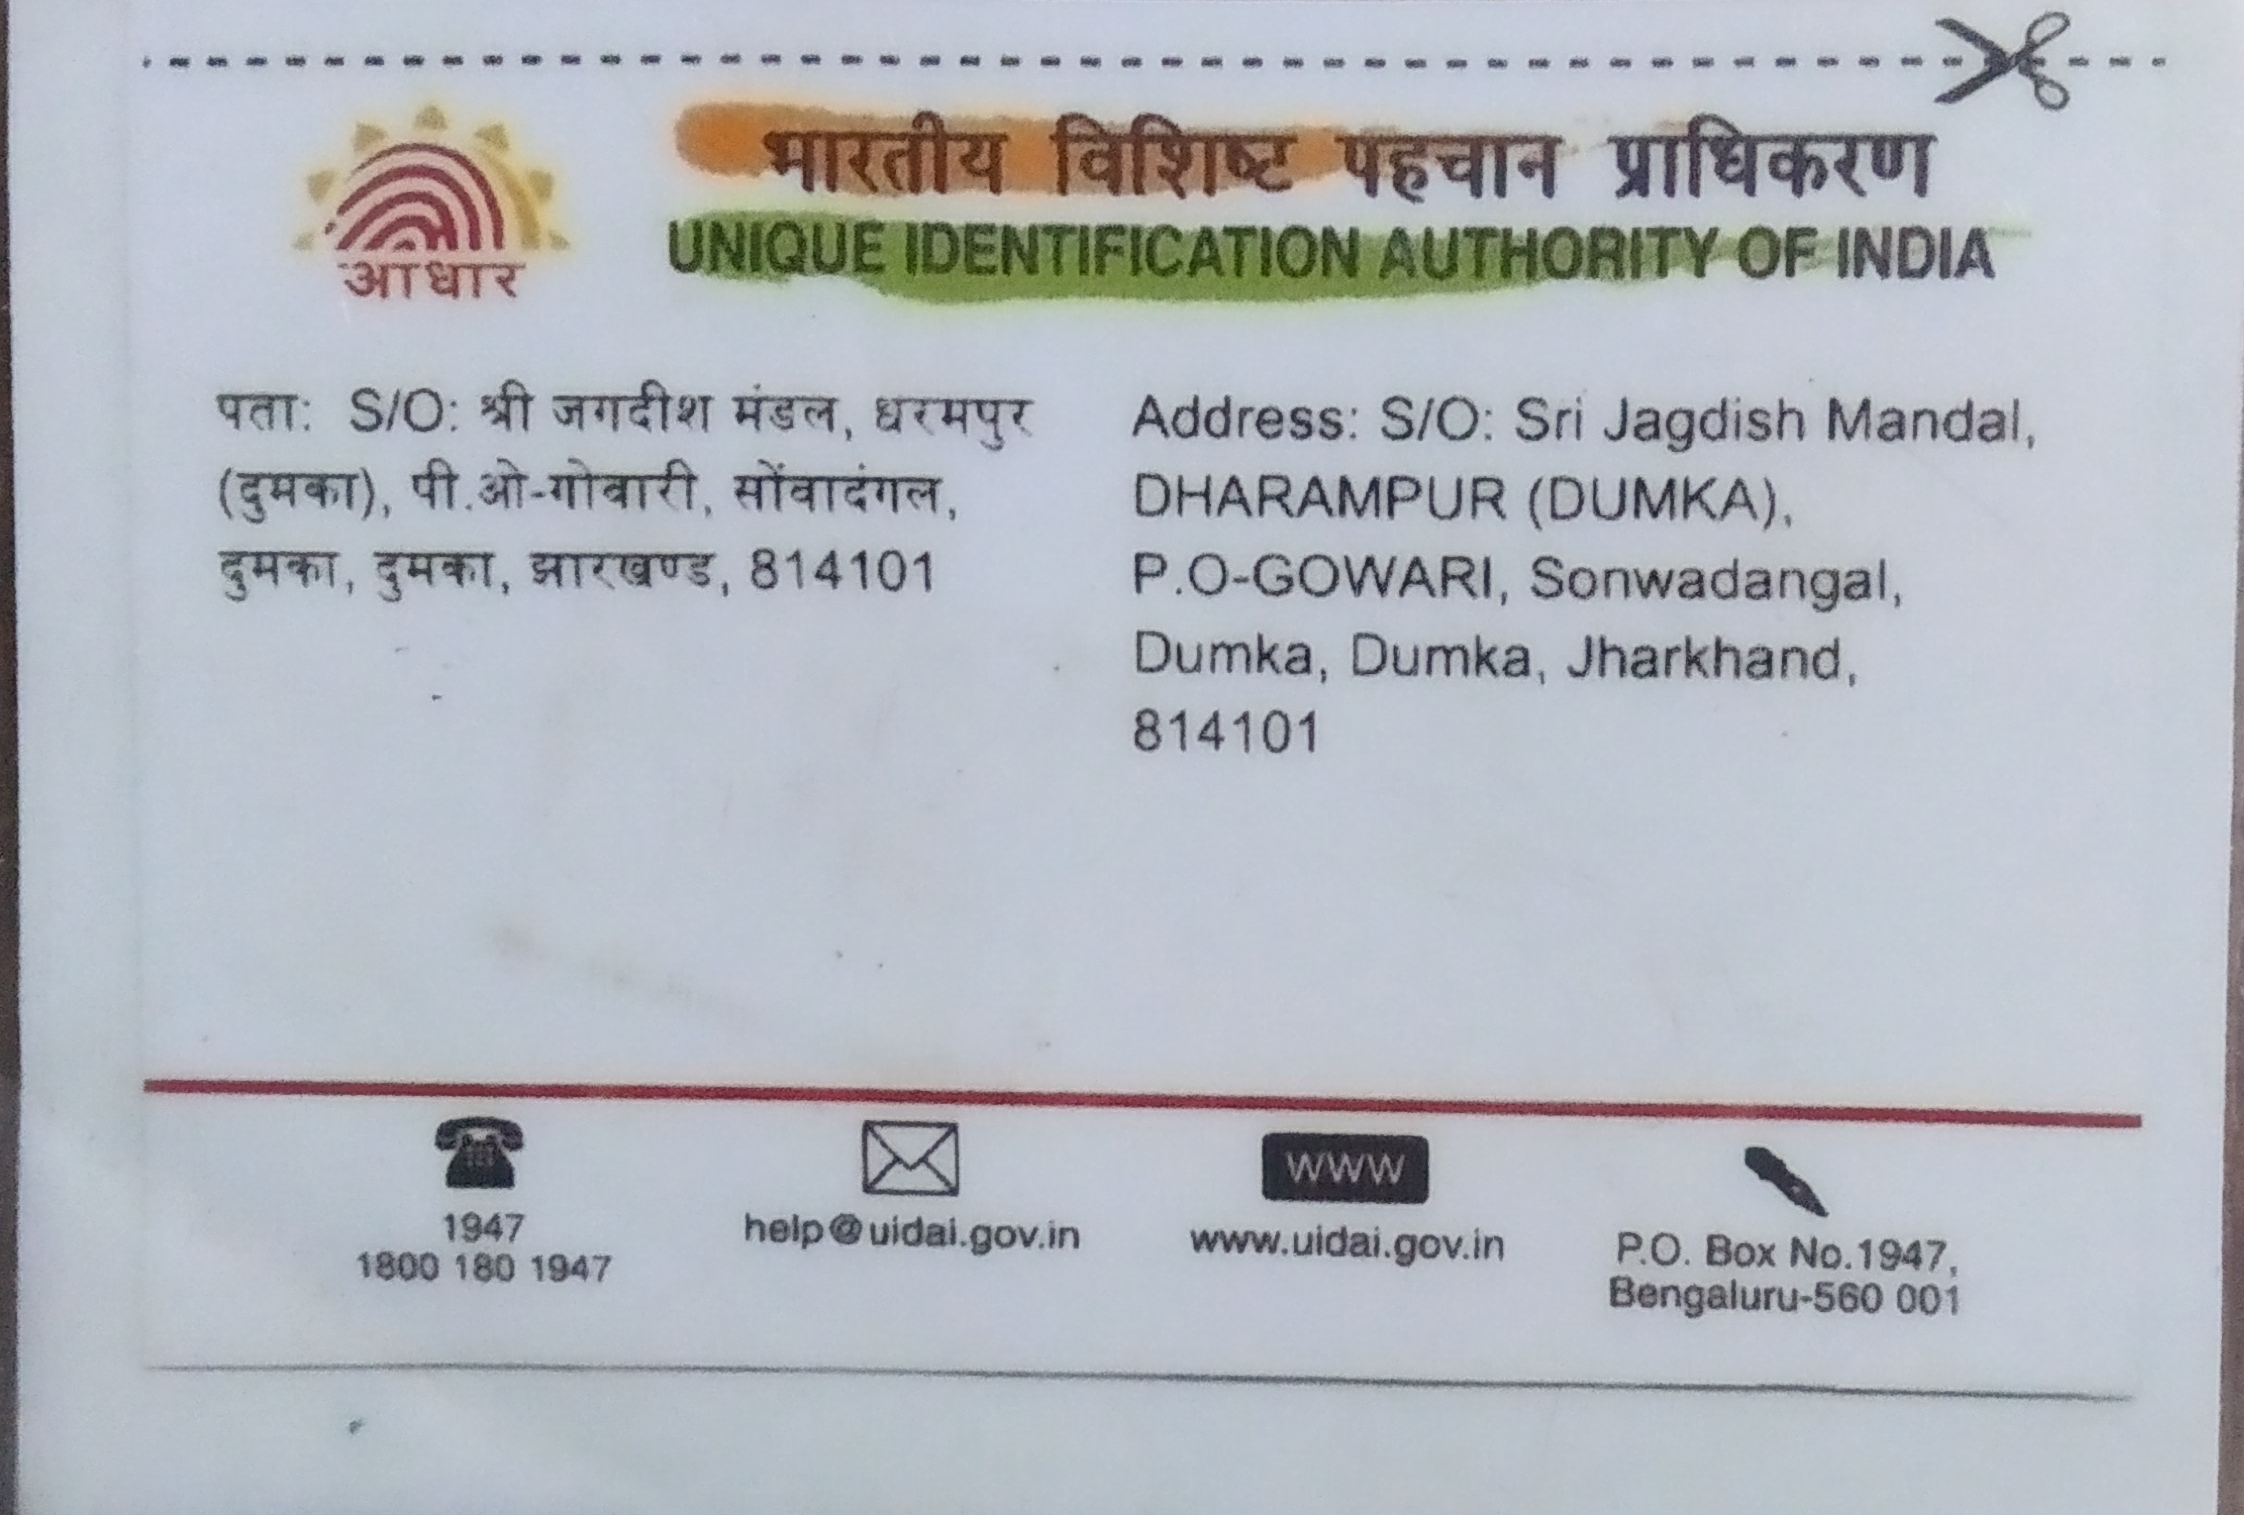 भारतीय विशिष्ट पहचान प्राधिकरण
UNIQUE IDENTIFICATION AUTHORITY OF INDIA
आधार
पता: S/O: श्री जगदीश मंडल, धरमपुर
(दुमका), पी.ओ-गोवारी, सोंवादंगल,
दुमका, दुमका, झारखण्ड, 814101
Address: S/O: Sri Jagdish Mandal,
DHARAMPUR (DUMKA),
P.O-GOWARI, Sonwadangal,
Dumka, Dumka, Jharkhand,
814101
1947
1800 180 1947
help@uidai.gov.in
WWW
www.uidai.gov.in
P.O. Box No.1947,
Bengaluru-560 001